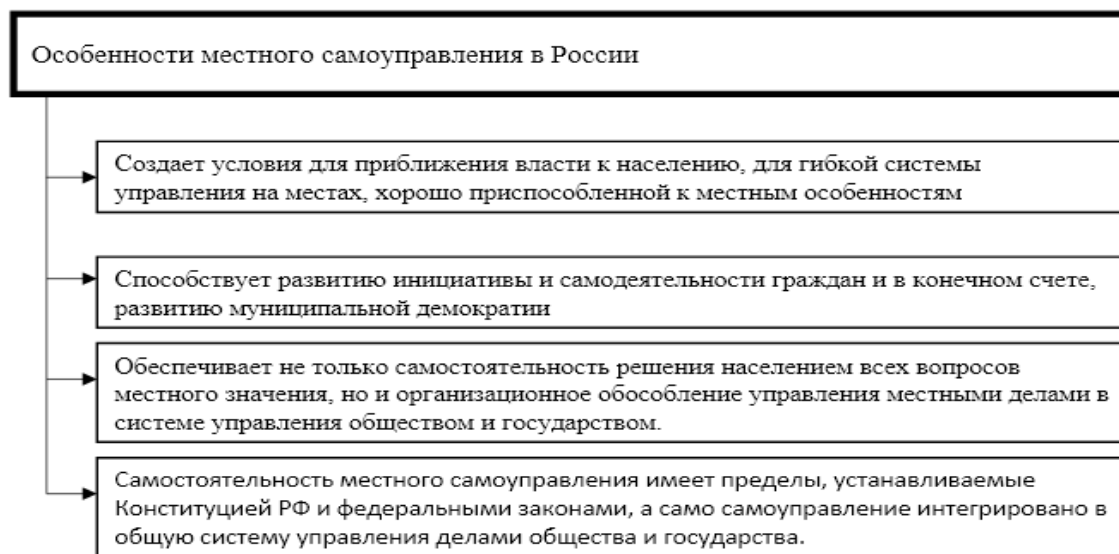 Особенности местного самоуправления в России
Создает условия для приближения власти к населению, для гибкой системы
управления на местах, хорошо приспособленной к местным особенностям
Способствует развитию инициативы и самодеятельности граждан и в конечном счете,
развитию муниципальной демократии
Обеспечивает не только самостоятельность решения населением всех вопросов
местного значения, но и организационное обособление управления местными делами в
системе управления обществом и государством.
Самостоятельность местного самоуправления имеет пределы, устанавливаемые
Конституцией РФ и федеральными законами, а само самоуправление интегрировано в
общую систему управления делами общества и государства.